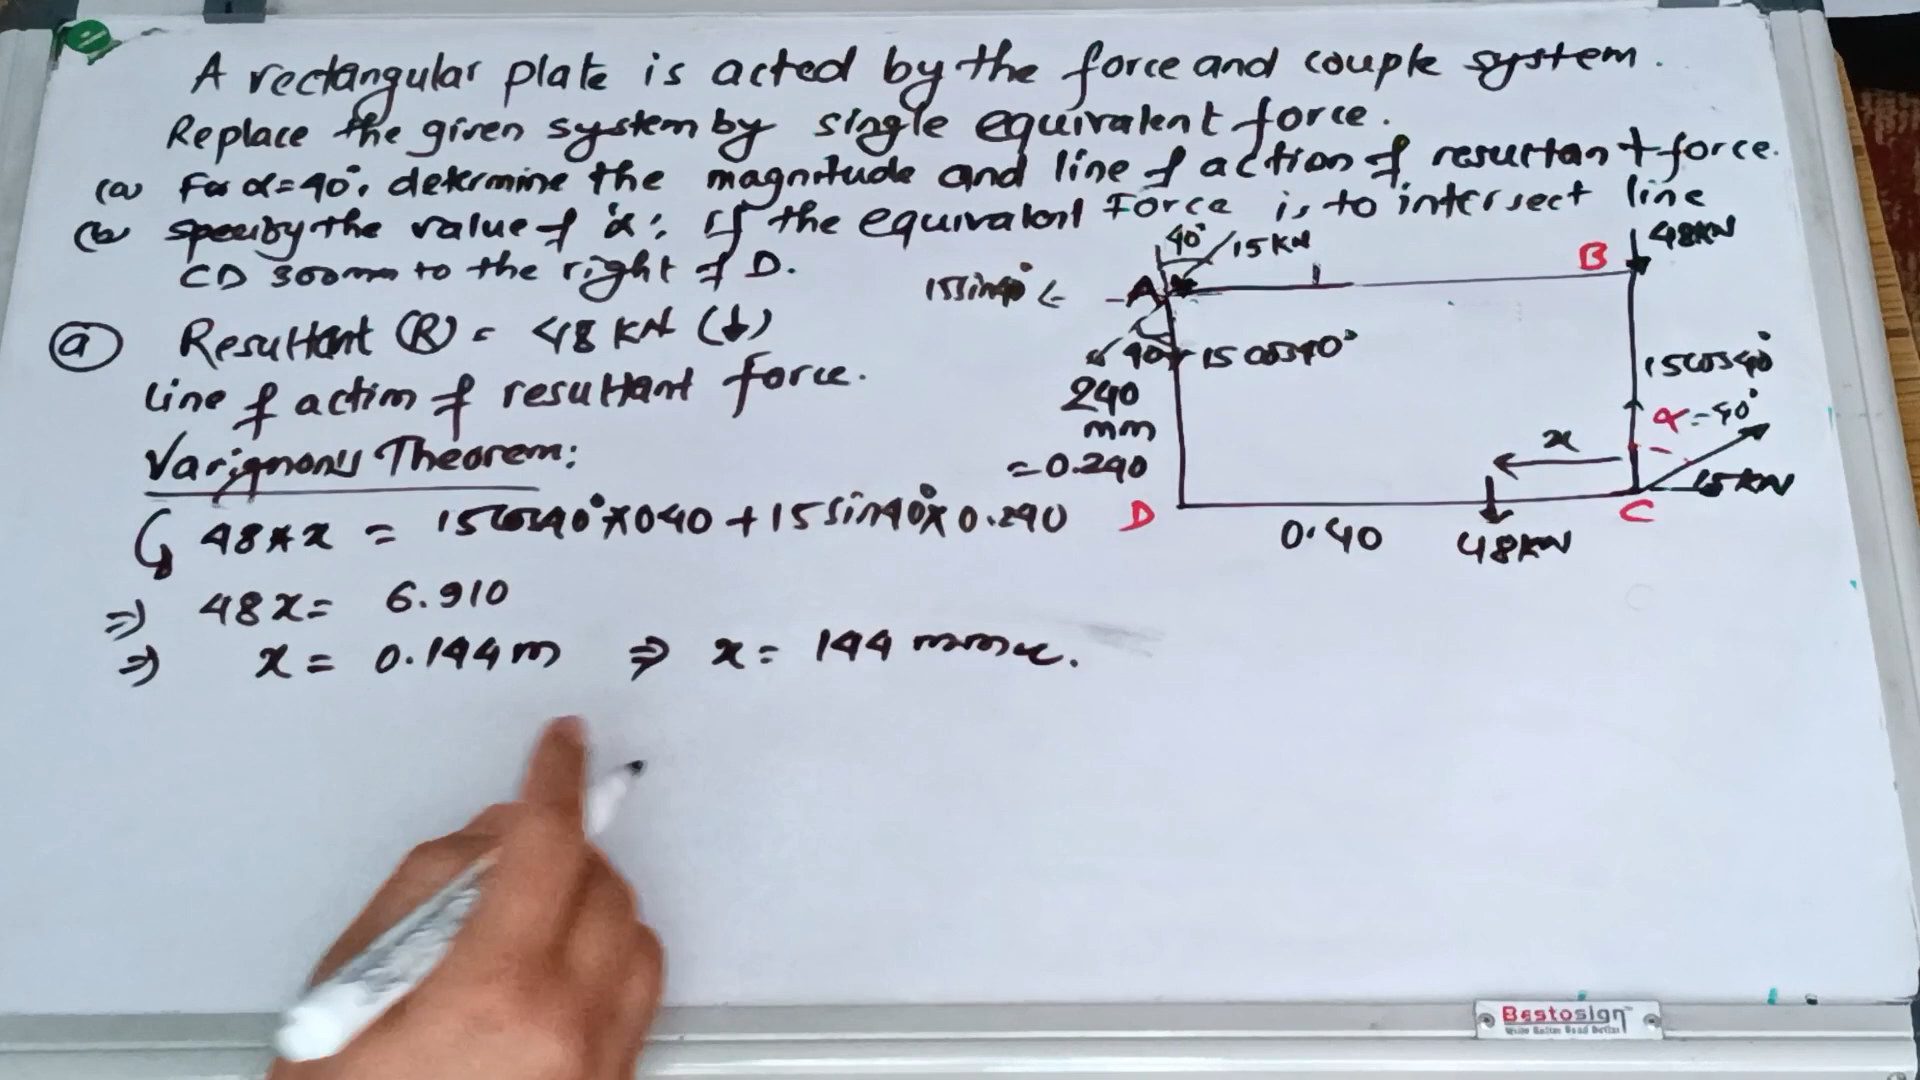 A rectangular plate is acted by the force and couple system.
Replace the given system by single equivalent force.
(a) For α=40°, determine the magnitude and line of action of resultant force.
(b) specify the value of α; if the equivalent Force is to intersect line
CD 300mm to the right of D.
(a) Resultant (R) = 48 KN (↓)
line of action of resultant force.
Varignon's Theorem:
48*x = 15cos40°*040 + 15sin40°* 0.240
=> 48x = 6.910
=> x = 0.144m => x = 144 mm
40°
15KN
15sin40° <-
A
40°
15cos40°
240
mm
=0.240
B
48KN
15cos40°
α=40°
x
15KN
D
0.40
48KN
C
Bestosign